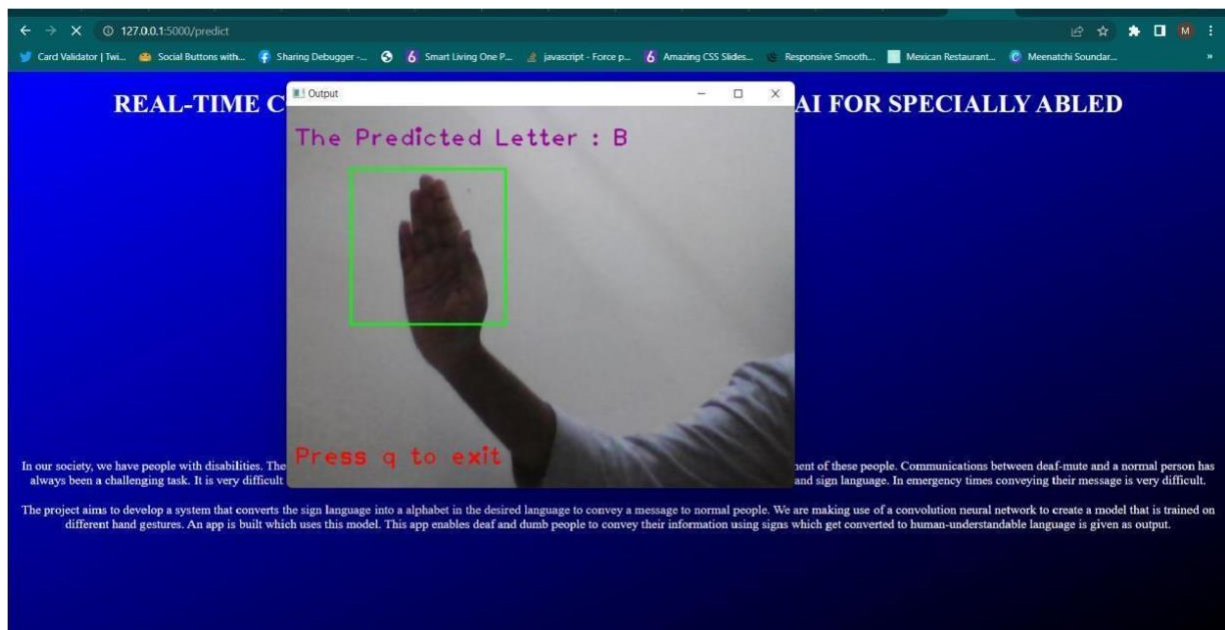 127.0.0.1:5000/predict
Card Validator | Twi...
Social Buttons with...
Sharing Debugger -...
Smart Living One P...
javascript - Force p...
Amazing CSS Slides...
Responsive Smooth...
Mexican Restaurant...
Meenatchi Soundar...
M
»
Output
REAL-TIME C
AI FOR SPECIALLY ABLED
The Predicted Letter : B
Press q to exit
In our society, we have people with disabilities. The
ent of these people. Communications between deaf-mute and a normal person has
always been a challenging task. It is very difficult
and sign language. In emergency times conveying their message is very difficult.
The project aims to develop a system that converts the sign language into a alphabet in the desired language to convey a message to normal people. We are making use of a convolution neural network to create a model that is trained on
different hand gestures. An app is built which uses this model. This app enables deaf and dumb people to convey their information using signs which get converted to human-understandable language is given as output.